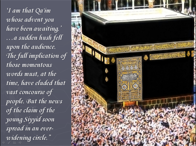 'I am that Qa'im
whose advent you
have been awaiting.'
…a sudden hush fell
upon the audience.
The full implication of
those momentous
words must, at the
time, have eluded that
vast concourse of
people. But the news
of the claim of the
young Siyyid soon
spread in an ever-
widening circle."